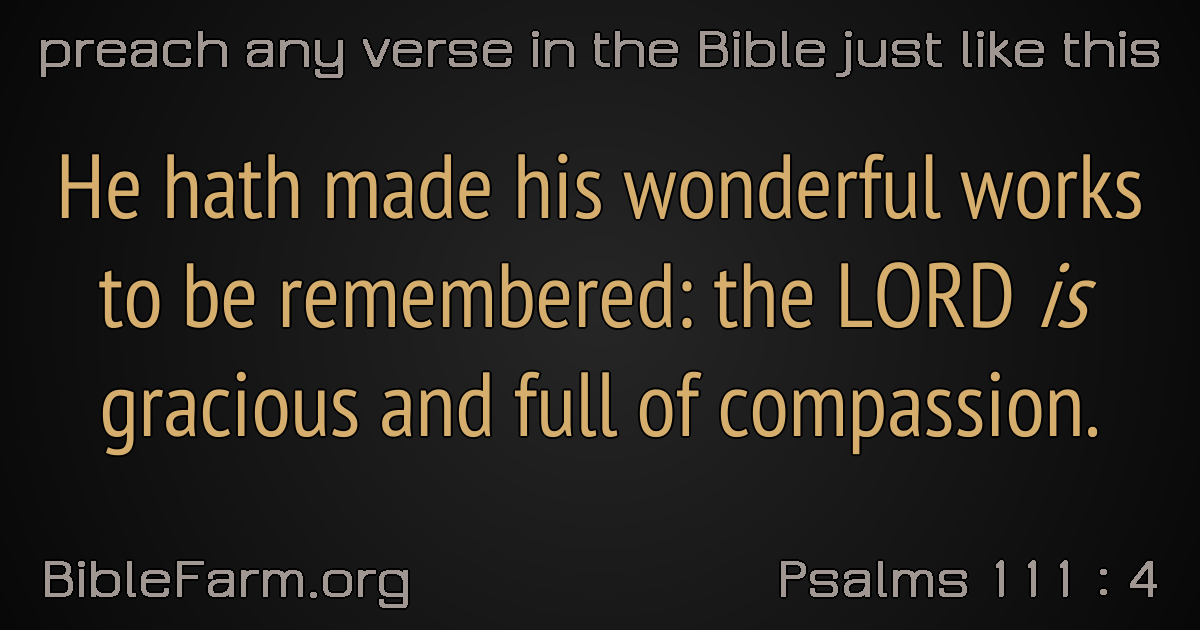 preach any verse in the Bible just like this
He hath made his wonderful works
to be remembered: the LORD is
gracious and full of compassion.
BibleFarm.org
Psalms 111 : 4